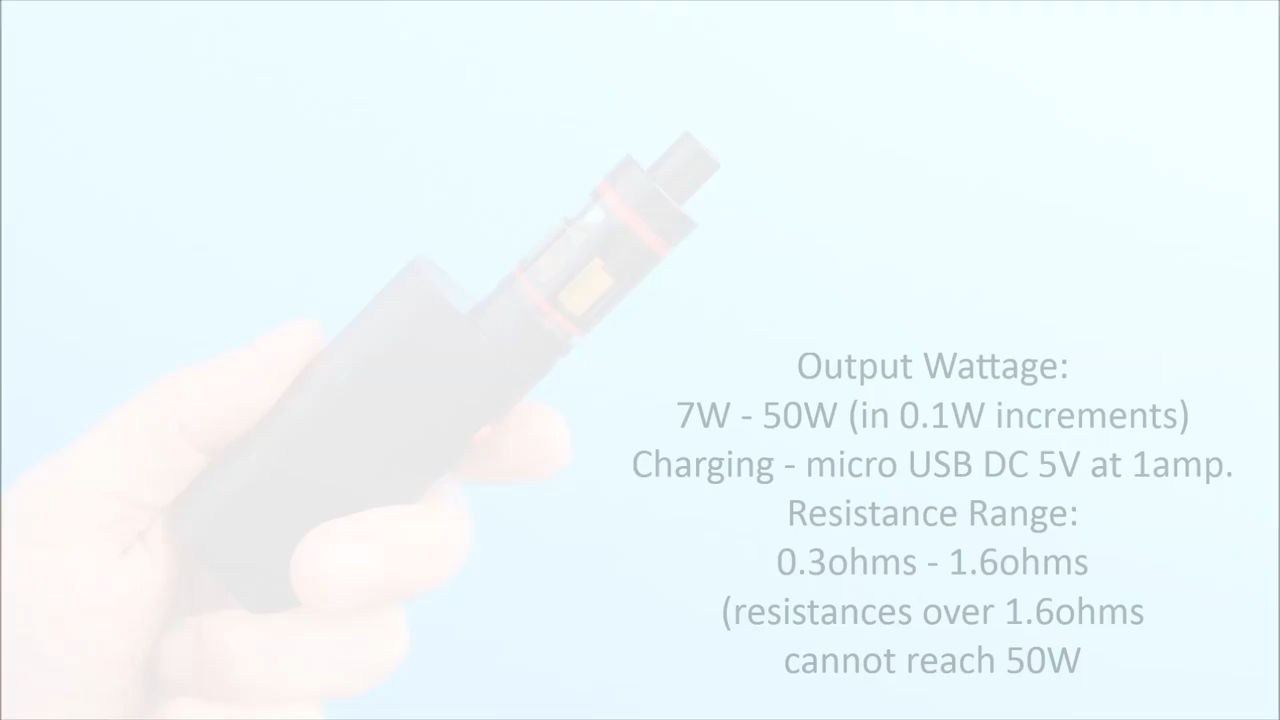 Output Wattage:
7W - 50W (in 0.1W increments)
Charging - micro USB DC 5V at 1amp.
Resistance Range:
0.3ohms - 1.6ohms
(resistances over 1.6ohms
cannot reach 50W